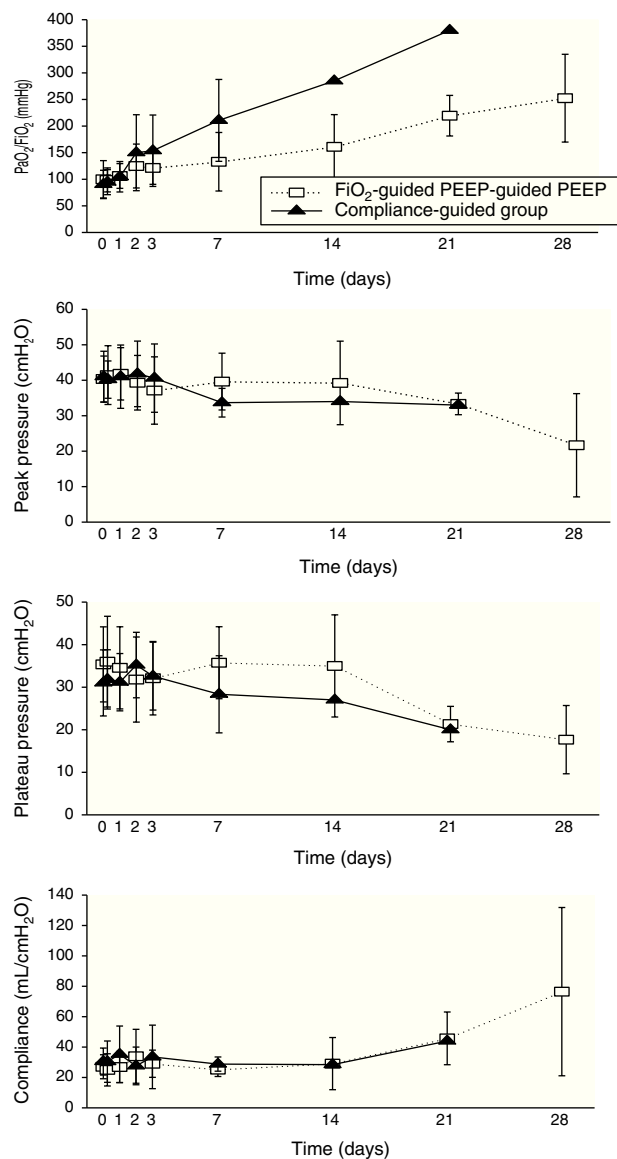 400
350
300
250
200
150
100
50
0
PaO2/FiO2 (mmHg)
FiO2-guided PEEP-guided PEEP
Compliance-guided group
0 1 2 3 7 14 21 28
Time (days)
60
50
40
30
20
10
0
Peak pressure (cmH2O)
0 1 2 3 7 14 21 28
Time (days)
50
40
30
20
10
0
Plateau pressure (cmH2O)
0 1 2 3 7 14 21 28
Time (days)
140
120
100
80
60
40
20
0
Compliance (mL/cmH2O)
0 1 2 3 7 14 21 28
Time (days)